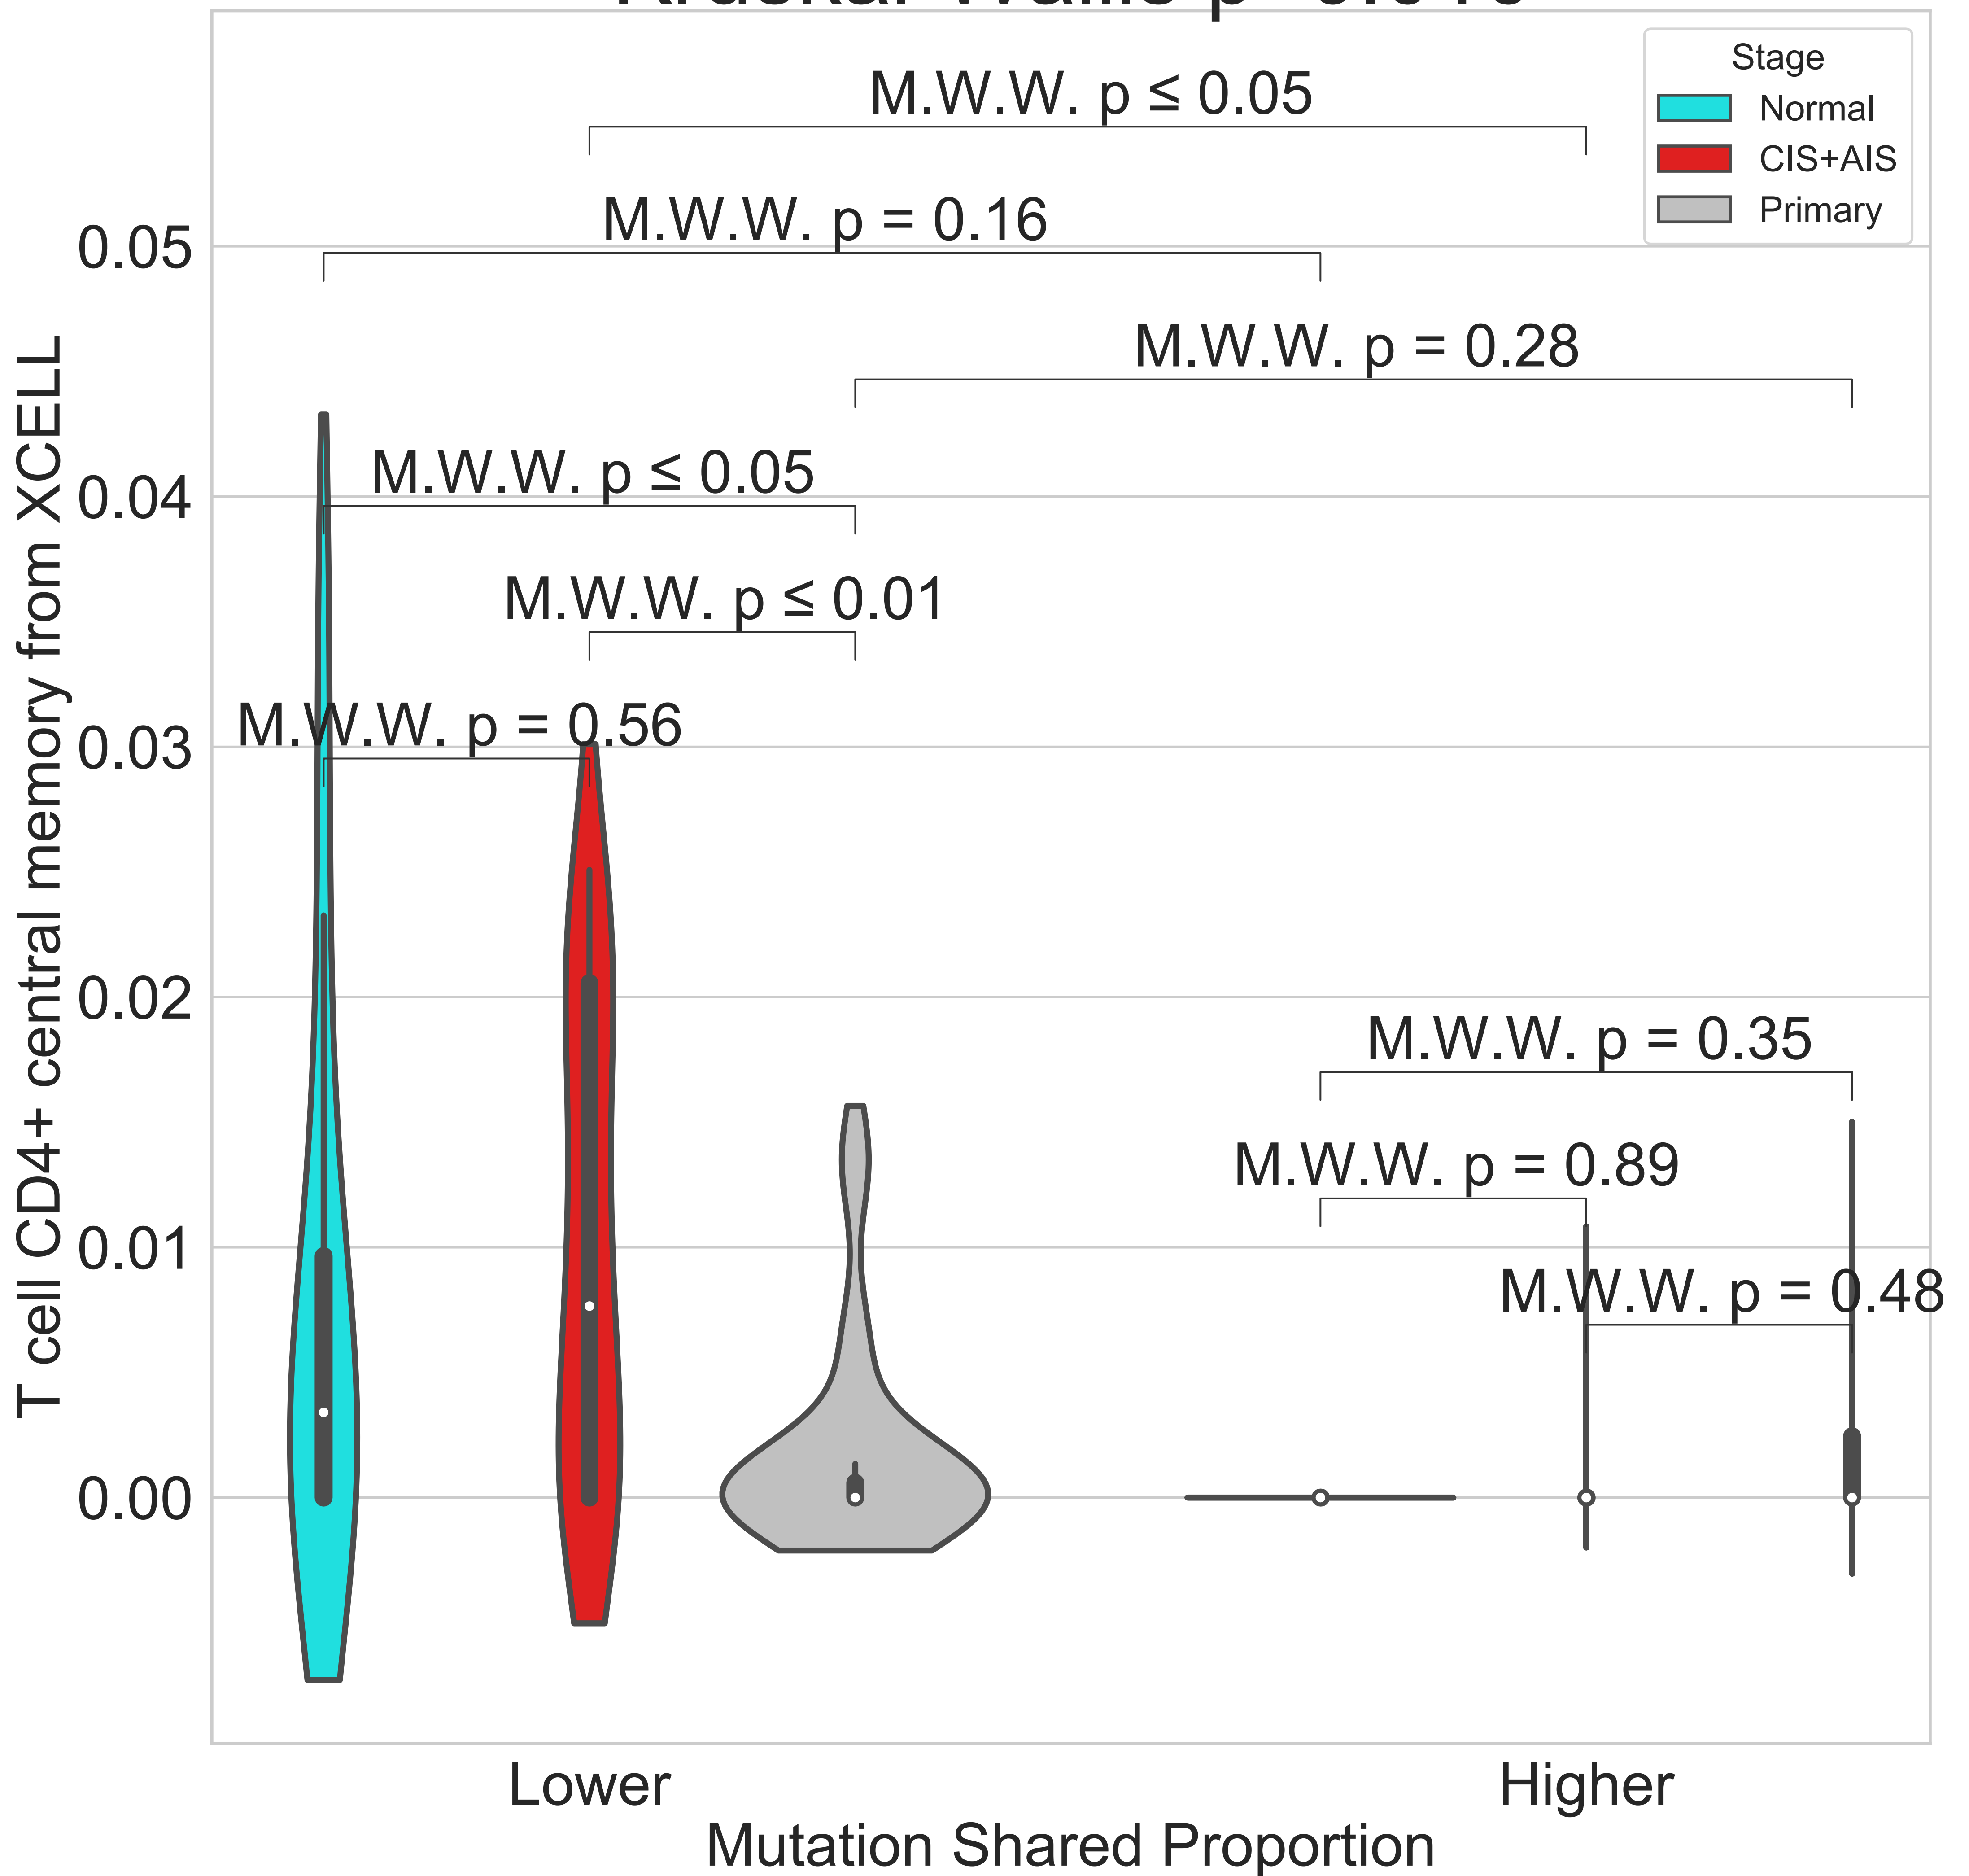 Stage
Normal
CIS+AIS
Primary
M.W.W. p ≤ 0.05
M.W.W. p = 0.16
M.W.W. p = 0.28
M.W.W. p ≤ 0.05
M.W.W. p ≤ 0.01
M.W.W. p = 0.56
M.W.W. p = 0.35
M.W.W. p = 0.89
M.W.W. p = 0.48
T cell CD4+ central memory from XCELL
0.05
0.04
0.03
0.02
0.01
0.00
Lower
Higher
Mutation Shared Proportion